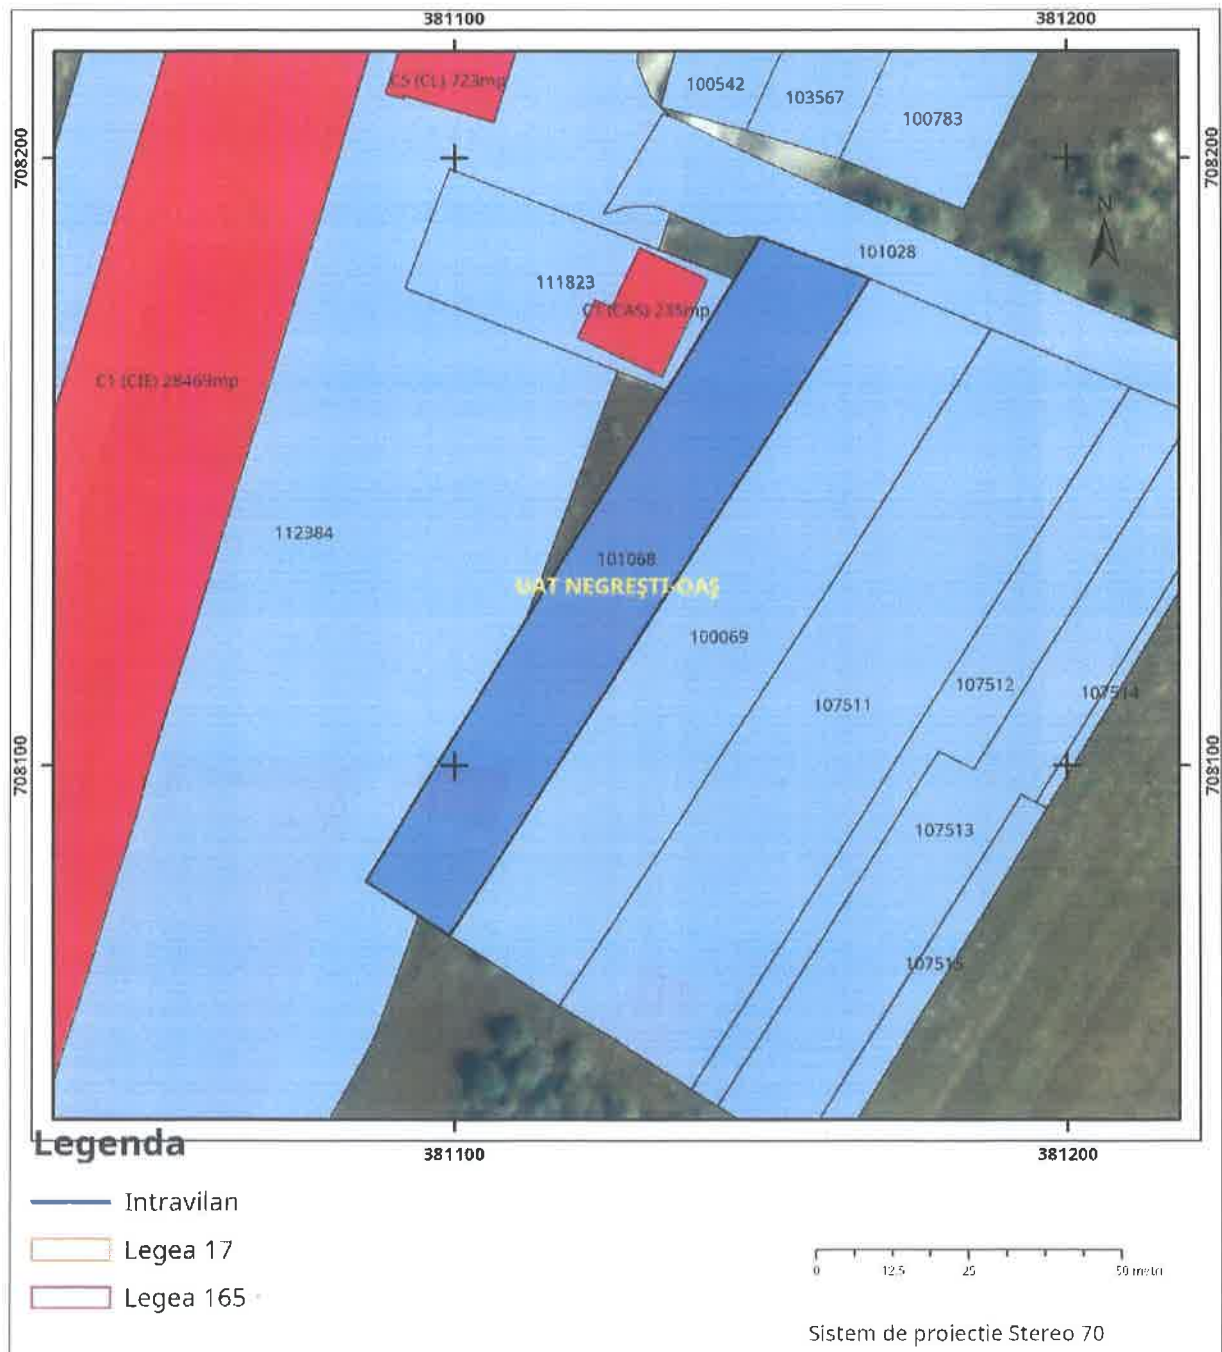 381100 381200
C5 (CL) 723mp
100542
103567
100783
708200 708200
N
101028
111823
C1 (CAS) 235mp
C1 (CIE) 28469mp
112384
101068
UAT NEGREȘTI-OAȘ
100069
107512
107514
107511
708100 708100
107513
107515
Legenda
381100 381200
Intravilan
Legea 17
Legea 165
0 12.5 25 50 metri
Sistem de proiectie Stereo 70